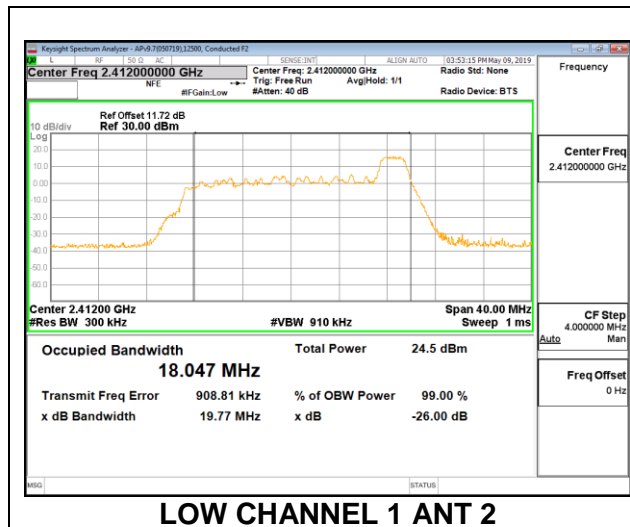 Keysight Spectrum Analyzer - APv9.7(050719),12500, Conducted F2
L RF 50 Ω AC SENSE:INT ALIGN AUTO 03:53:15 PM May 09, 2019
Center Freq 2.412000000 GHz
NFE
#IFGain:Low
Center Freq: 2.412000000 GHz
Trig: Free Run Avg|Hold: 1/1
#Atten: 40 dB
Radio Std: None
Radio Device: BTS
Frequency
Ref Offset 11.72 dB
10 dB/div Ref 30.00 dBm
Log
20.0
10.0
0.00
-10.0
-20.0
-30.0
-40.0
-50.0
-60.0
Center 2.41200 GHz Span 40.00 MHz
#Res BW 300 kHz #VBW 910 kHz Sweep 1 ms
Occupied Bandwidth Total Power 24.5 dBm
18.047 MHz
Transmit Freq Error 908.81 kHz % of OBW Power 99.00 %
x dB Bandwidth 19.77 MHz x dB -26.00 dB
Center Freq
2.412000000 GHz
CF Step
4.000000 MHz
Auto Man
Freq Offset
0 Hz
MSG STATUS
LOW CHANNEL 1 ANT 2